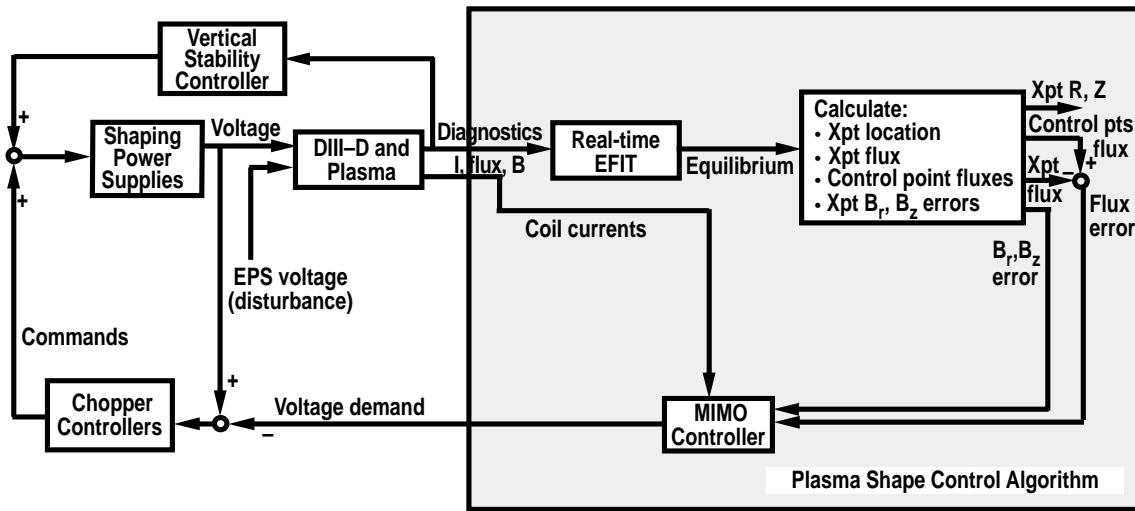 Vertical
Stability
Controller
+
Shaping
Power
Supplies
+
Voltage
DIII–D and
Plasma
Diagnostics
I, flux, B
Real-time
EFIT
Equilibrium
Calculate:
· Xpt location
· Xpt flux
· Control point fluxes
· Xpt Br, Bz errors
Xpt R, Z
Control pts
flux
+
Xpt
flux
–
Flux
error
Br,Bz
error
Coil currents
EPS voltage
(disturbance)
Commands
Chopper
Controllers
+
–
Voltage demand
MIMO
Controller
Plasma Shape Control Algorithm